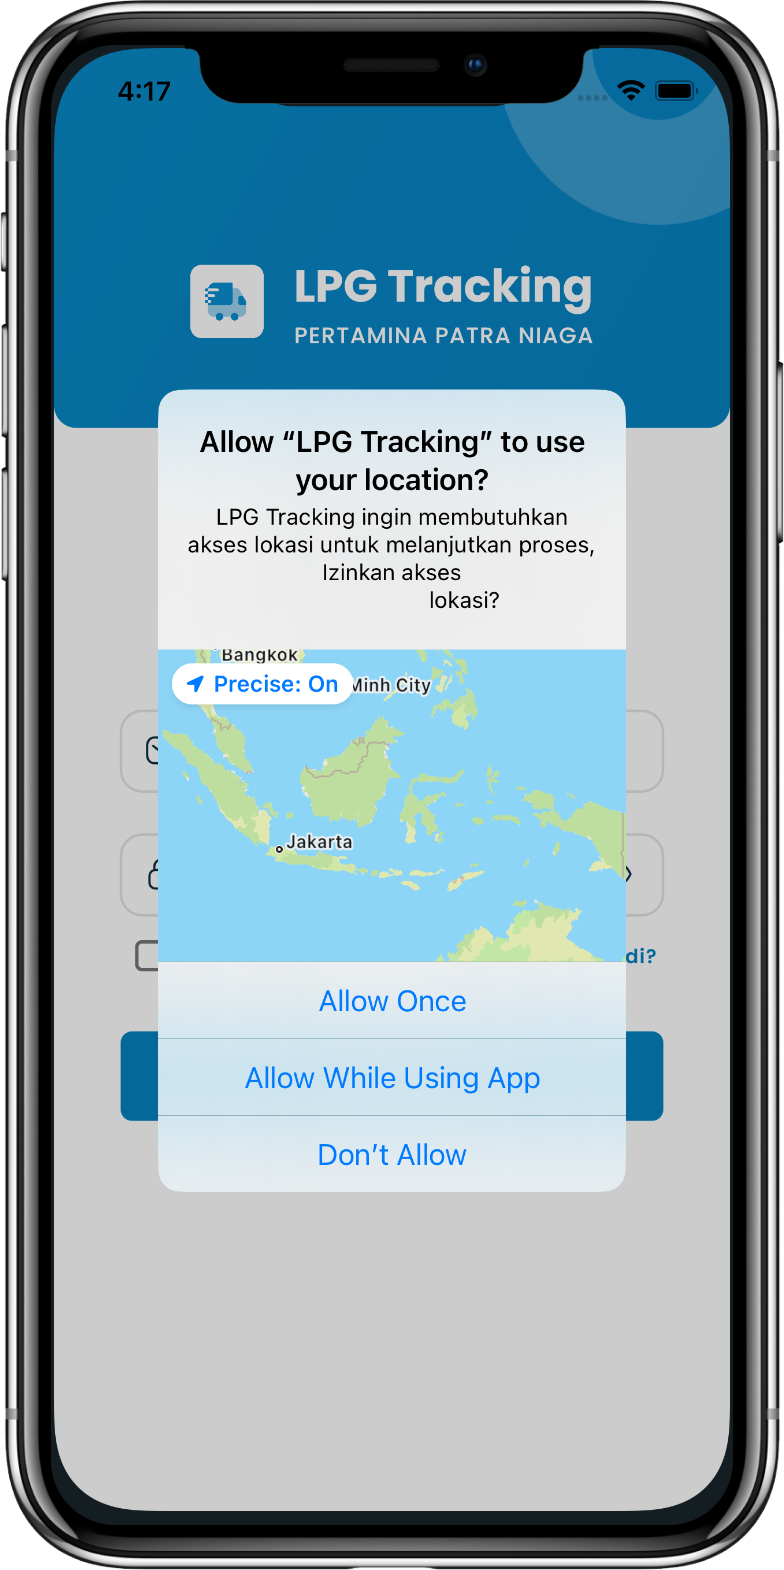 4:17
LPG Tracking
PERTAMINA PATRA NIAGA
Allow “LPG Tracking” to use
your location?
LPG Tracking ingin membutuhkan
akses lokasi untuk melanjutkan proses,
Izinkan akses
lokasi?
Bangkok
Precise: On
Minh City
Jakarta
di?
Allow Once
Allow While Using App
Don’t Allow